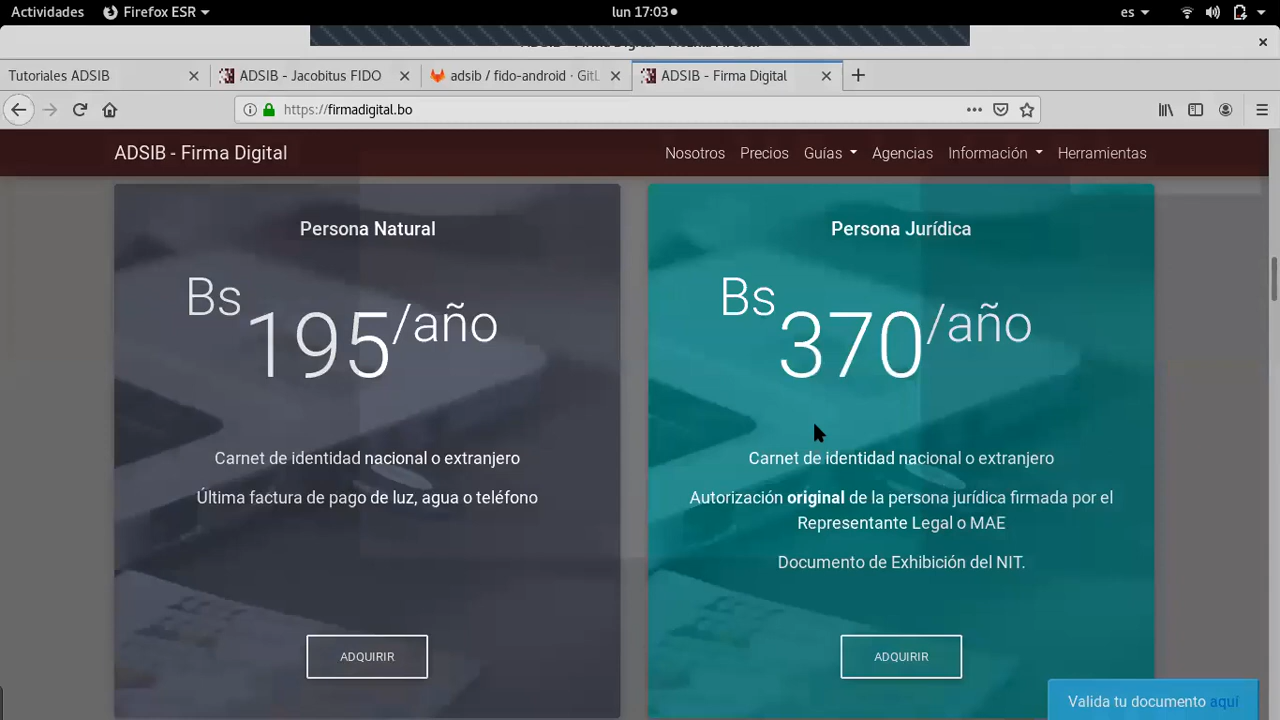 Actividades Firefox ESR lun 17:03 es
Tutoriales ADSIB ADSIB - Jacobitus FIDO adsib / fido-android · GitL ADSIB - Firma Digital
https://firmadigital.bo
ADSIB - Firma Digital Nosotros Precios Guías Agencias Información Herramientas
Persona Natural
Bs 195/año
Carnet de identidad nacional o extranjero
Última factura de pago de luz, agua o teléfono
ADQUIRIR
Persona Jurídica
Bs 370/año
Carnet de identidad nacional o extranjero
Autorización original de la persona jurídica firmada por el
Representante Legal o MAE
Documento de Exhibición del NIT.
ADQUIRIR
Valida tu documento aquí